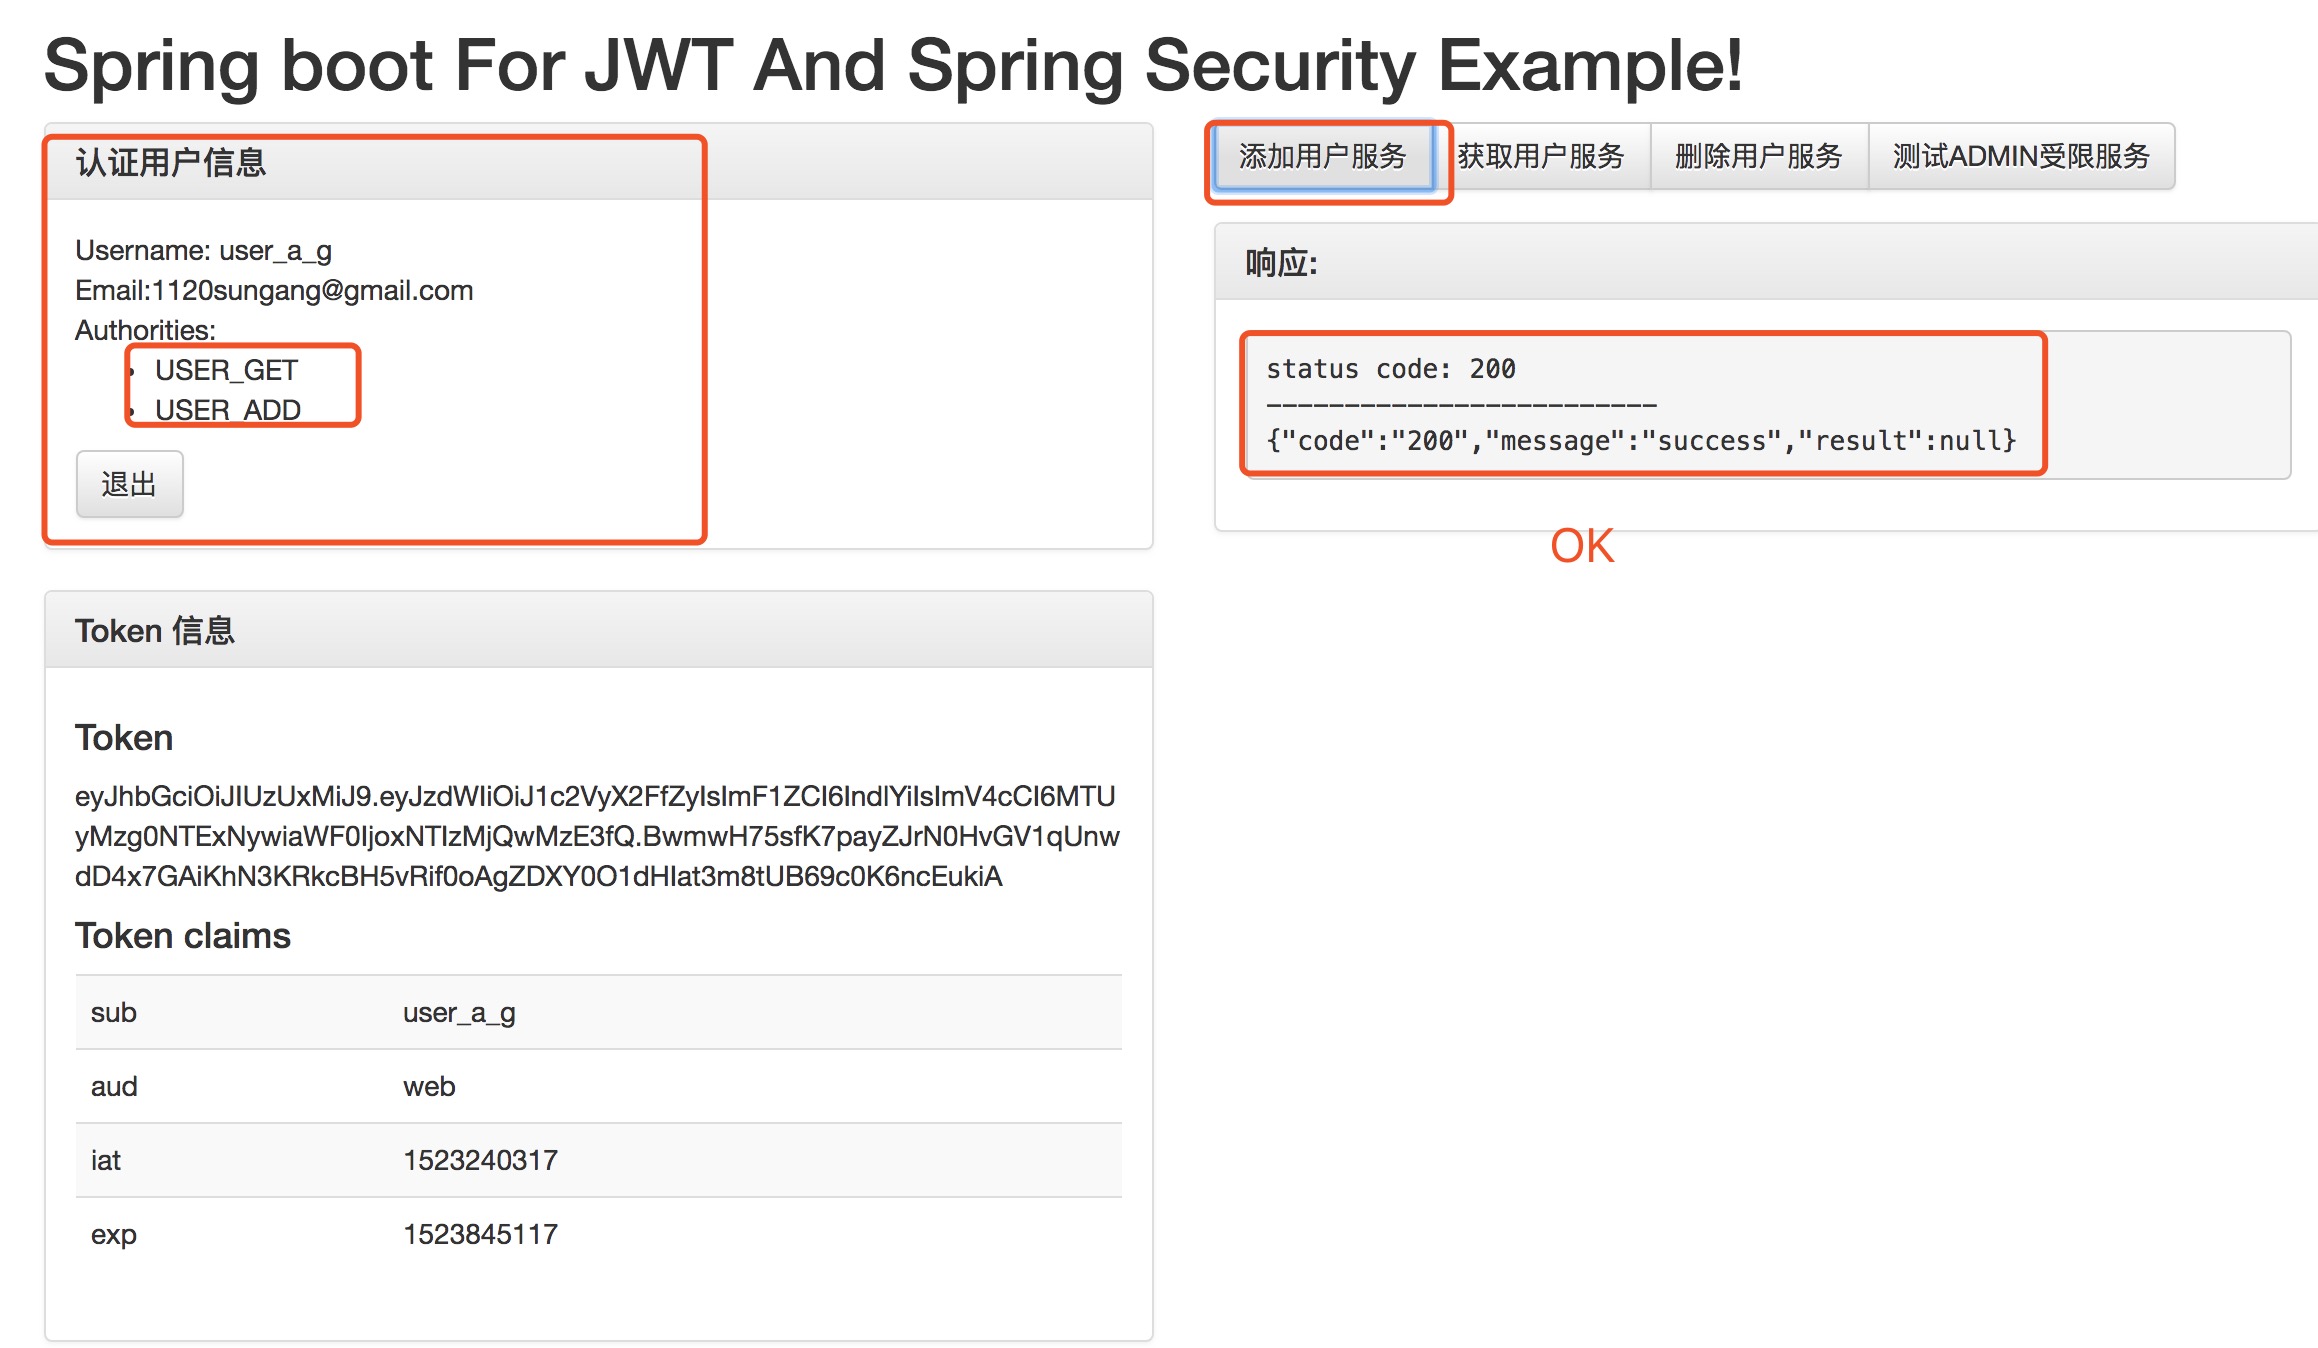 Spring boot For JWT And Spring Security Example!
认证用户信息
Username: user_a_g
Email:1120sungang@gmail.com
Authorities:
• USER_GET
• USER_ADD
退出
添加用户服务
获取用户服务
删除用户服务
测试ADMIN受限服务
响应:
status code: 200
-------------------------
{"code":"200","message":"success","result":null}
OK
Token 信息
Token
eyJhbGciOiJIUzUxMiJ9.eyJzdWIiOiJ1c2VyX2FfZyIsImF1ZCI6IndlYiIsImV4cCI6MTU
yMzg0NTExNywiaWF0IjoxNTIzMjQwMzE3fQ.BwmwH75sfK7payZJrN0HvGV1qUnw
dD4x7GAiKhN3KRkcBH5vRif0oAgZDXY0O1dHIat3m8tUB69c0K6ncEukiA
Token claims
sub user_a_g
aud web
iat 1523240317
exp 1523845117